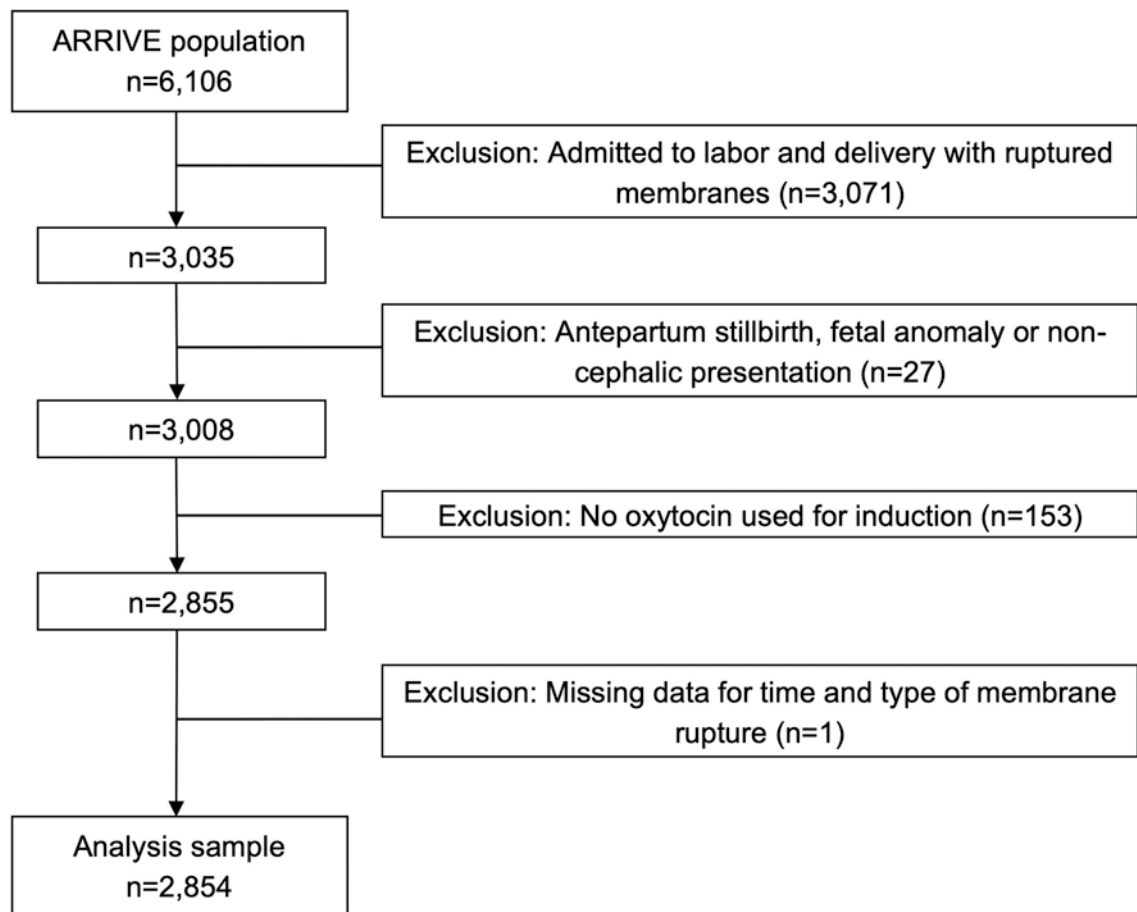 ARRIVE population
n=6,106
Exclusion: Admitted to labor and delivery with ruptured
membranes (n=3,071)
n=3,035
Exclusion: Antepartum stillbirth, fetal anomaly or non-
cephalic presentation (n=27)
n=3,008
Exclusion: No oxytocin used for induction (n=153)
n=2,855
Exclusion: Missing data for time and type of membrane
rupture (n=1)
Analysis sample
n=2,854